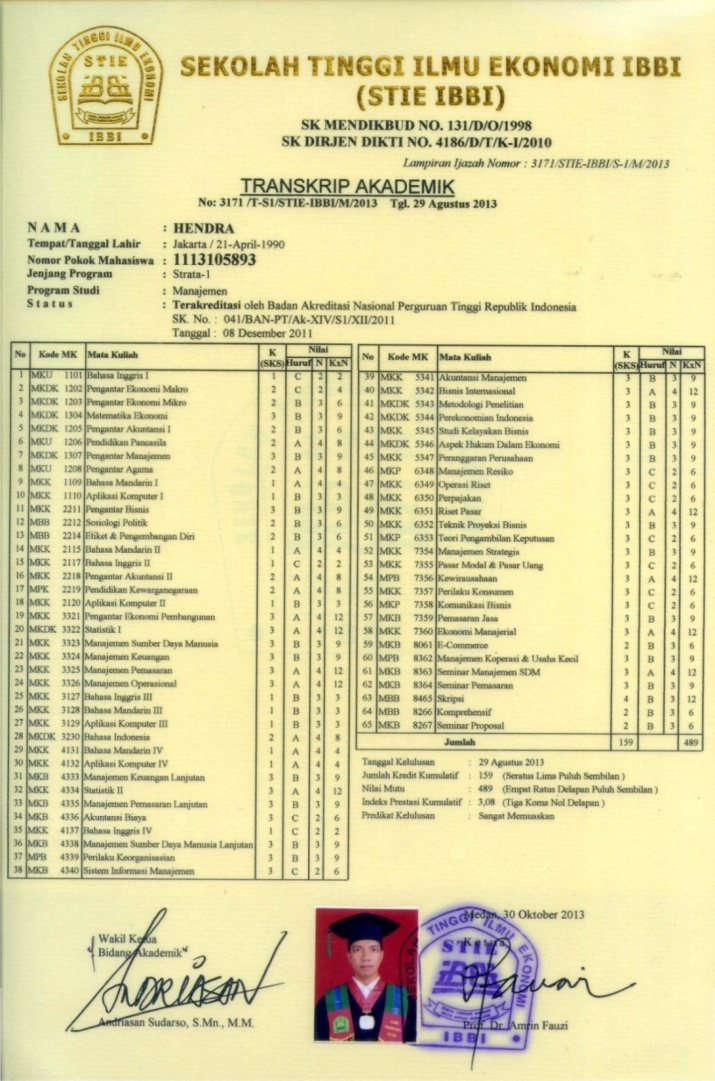 SEKOLAH TINGGI ILMU EKONOMI
STIE
IBBI
SEKOLAH TINGGI ILMU EKONOMI IBBI
(STIE IBBI)
SK MENDIKBUD NO. 131/D/O/1998
SK DIRJEN DIKTI NO. 4186/D/T/K-I/2010
Lampiran Ijazah Nomor : 3171/STIE-IBBI/S-1/M/2013
TRANSKRIP AKADEMIK
No: 3171 /T-S1/STIE-IBBI/M/2013 Tgl. 29 Agustus 2013
N A M A : HENDRA
Tempat/Tanggal Lahir : Jakarta / 21-April-1990
Nomor Pokok Mahasiswa : 1113105893
Jenjang Program : Strata-1
Program Studi : Manajemen
S t a t u s : Terakreditasi oleh Badan Akreditasi Nasional Perguruan Tinggi Republik Indonesia
SK. No. : 041/BAN-PT/Ak-XIV/S1/XII/2011
Tanggal : 08 Desember 2011
No Kode MK Mata Kuliah K (SKS) Nilai Huruf N KxN
1 MKU 1101 Bahasa Inggris I 1 C 2 2
2 MKDK 1202 Pengantar Ekonomi Makro 2 C 2 4
3 MKDK 1203 Pengantar Ekonomi Mikro 2 B 3 6
4 MKDK 1304 Matematika Ekonomi 3 B 3 9
5 MKDK 1205 Pengantar Akuntansi I 2 B 3 6
6 MKU 1206 Pendidikan Pancasila 2 A 4 8
7 MKDK 1307 Pengantar Manajemen 3 B 3 9
8 MKU 1208 Pengantar Agama 2 A 4 8
9 MKK 1109 Bahasa Mandarin I 1 A 4 4
10 MKK 1110 Aplikasi Komputer I 1 B 3 3
11 MKK 2211 Pengantar Bisnis 3 B 3 9
12 MBB 2212 Sosiologi Politik 2 B 3 6
13 MBB 2214 Etiket & Pengembangan Diri 2 B 3 6
14 MKK 2115 Bahasa Mandarin II 1 A 4 4
15 MKK 2117 Bahasa Inggris II 1 C 2 2
16 MKK 2218 Pengantar Akuntansi II 2 A 4 8
17 MPK 2219 Pendidikan Kewarganegaraan 2 A 4 8
18 MKK 2120 Aplikasi Komputer II 1 B 3 3
19 MKK 3321 Pengantar Ekonomi Pembangunan 3 A 4 12
20 MKDK 3322 Statistik I 3 A 4 12
21 MKK 3323 Manajemen Sumber Daya Manusia 3 B 3 9
22 MKK 3324 Manajemen Keuangan 3 B 3 9
23 MKK 3325 Manajemen Pemasaran 3 A 4 12
24 MKK 3326 Manajemen Operasional 3 A 4 12
25 MKK 3127 Bahasa Inggris III 1 B 3 3
26 MKK 3128 Bahasa Mandarin III 1 B 3 3
27 MKK 3129 Aplikasi Komputer III 1 B 3 3
28 MKDK 3230 Bahasa Indonesia 2 A 4 8
29 MKK 4131 Bahasa Mandarin IV 1 A 4 4
30 MKK 4132 Aplikasi Komputer IV 1 A 4 4
31 MKB 4333 Manajemen Keuangan Lanjutan 3 B 3 9
32 MKK 4334 Statistik II 3 A 4 12
33 MKB 4335 Manajemen Pemasaran Lanjutan 3 B 3 9
34 MKB 4336 Akuntansi Biaya 3 C 2 6
35 MKK 4137 Bahasa Inggris IV 1 C 2 2
36 MKB 4338 Manajemen Sumber Daya Manusia Lanjutan 3 B 3 9
37 MPB 4339 Perilaku Keorganisasian 3 B 3 9
38 MKB 4340 Sistem Informasi Manajemen 3 C 2 6
No Kode MK Mata Kuliah K (SKS) Nilai Huruf N KxN
39 MKK 5341 Akuntansi Manajemen 3 B 3 9
40 MKK 5342 Bisnis Internasional 3 A 4 12
41 MKDK 5343 Metodologi Penelitian 3 B 3 9
42 MKDK 5344 Perekonomian Indonesia 3 B 3 9
43 MKK 5345 Studi Kelayakan Bisnis 3 B 3 9
44 MKDK 5346 Aspek Hukum Dalam Ekonomi 3 B 3 9
45 MKK 5347 Peranggaran Perusahaan 3 B 3 9
46 MKP 6348 Manajemen Resiko 3 C 2 6
47 MKK 6349 Operasi Riset 3 C 2 6
48 MKK 6350 Perpajakan 3 C 2 6
49 MKK 6351 Riset Pasar 3 A 4 12
50 MKK 6352 Teknik Proyeksi Bisnis 3 B 3 9
51 MKP 6353 Teori Pengambilan Keputusan 3 C 2 6
52 MKK 7354 Manajemen Strategis 3 B 3 9
53 MKK 7355 Pasar Modal & Pasar Uang 3 C 2 6
54 MPB 7356 Kewirausahaan 3 A 4 12
55 MKK 7357 Perilaku Konsumen 3 C 2 6
56 MKP 7358 Komunikasi Bisnis 3 C 2 6
57 MKB 7359 Pemasaran Jasa 3 B 3 9
58 MKK 7360 Ekonomi Manajerial 3 A 4 12
59 MKB 8061 E-Commerce 2 B 3 6
60 MPB 8362 Manajemen Koperasi & Usaha Kecil 3 B 3 9
61 MKB 8363 Seminar Manajemen SDM 3 A 4 12
62 MKB 8364 Seminar Pemasaran 3 B 3 9
63 MBB 8465 Skripsi 4 B 3 12
64 MBB 8266 Komprehensif 2 B 3 6
65 MKB 8267 Seminar Proposal 2 B 3 6
Jumlah 159 489
Tanggal Kelulusan : 29 Agustus 2013
Jumlah Kredit Kumulatif : 159 (Seratus Lima Puluh Sembilan )
Nilai Mutu : 489 (Empat Ratus Delapan Puluh Sembilan )
Indeks Prestasi Kumulatif : 3,08 (Tiga Koma Nol Delapan )
Predikat Kelulusan : Sangat Memuaskan
Medan, 30 Oktober 2013
Wakil Ketua
Bidang Akademik
ANDRIASAN
Andriasan Sudarso, S.Mn., M.M.
K e t u a
Prof. Dr. Amrin Fauzi
SEKOLAH TINGGI ILMU EKONOMI
STIE
IBBI